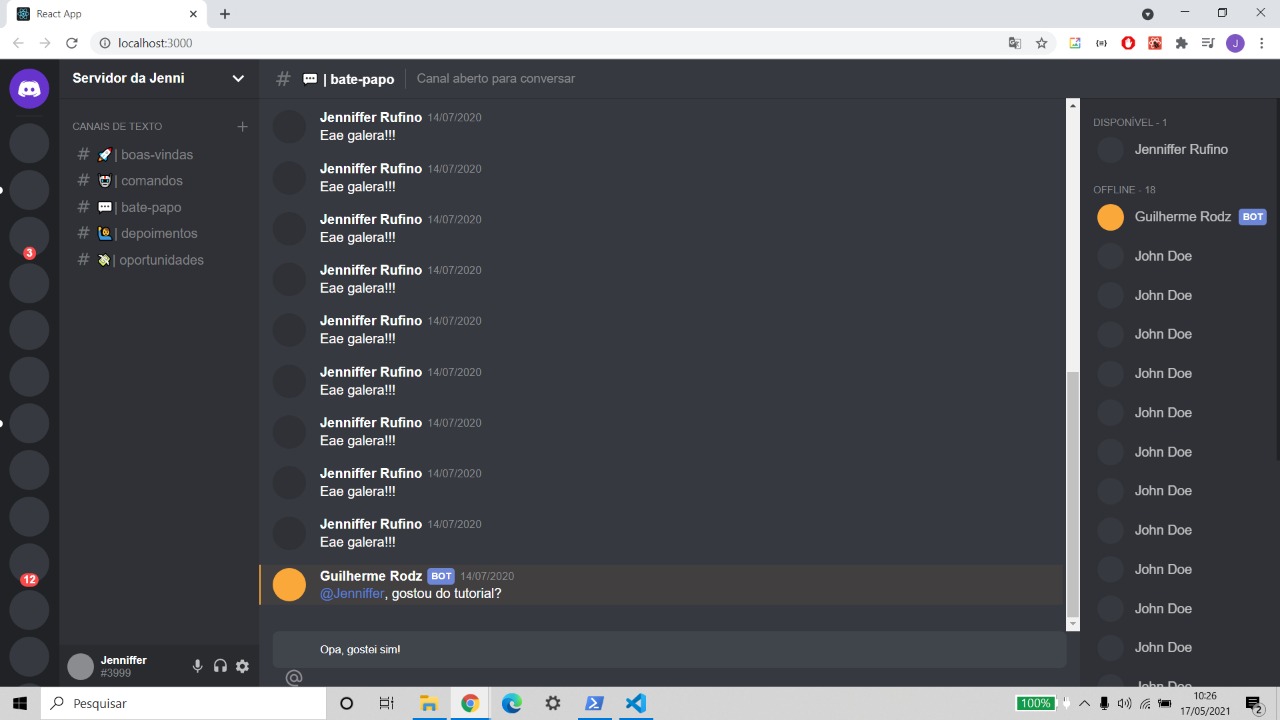 React App
localhost:3000
Servidor da Jenni
# 💬 | bate-papo Canal aberto para conversar
CANAIS DE TEXTO
# 🚀 | boas-vindas
# | comandos
# 💬 | bate-papo
# 🙋‍♂️ | depoimentos
# 💸 | oportunidades
3
12
Jenniffer Rufino 14/07/2020
Eae galera!!!
Jenniffer Rufino 14/07/2020
Eae galera!!!
Jenniffer Rufino 14/07/2020
Eae galera!!!
Jenniffer Rufino 14/07/2020
Eae galera!!!
Jenniffer Rufino 14/07/2020
Eae galera!!!
Jenniffer Rufino 14/07/2020
Eae galera!!!
Jenniffer Rufino 14/07/2020
Eae galera!!!
Jenniffer Rufino 14/07/2020
Eae galera!!!
Jenniffer Rufino 14/07/2020
Eae galera!!!
Guilherme Rodz BOT 14/07/2020
@Jenniffer, gostou do tutorial?
Opa, gostei sim!
@
DISPONÍVEL - 1
Jenniffer Rufino
OFFLINE - 18
Guilherme Rodz BOT
John Doe
John Doe
John Doe
John Doe
John Doe
John Doe
John Doe
John Doe
John Doe
John Doe
John Doe
John Doe
Jenniffer
#3999
Pesquisar
100%
10:26
17/05/2021
2
J